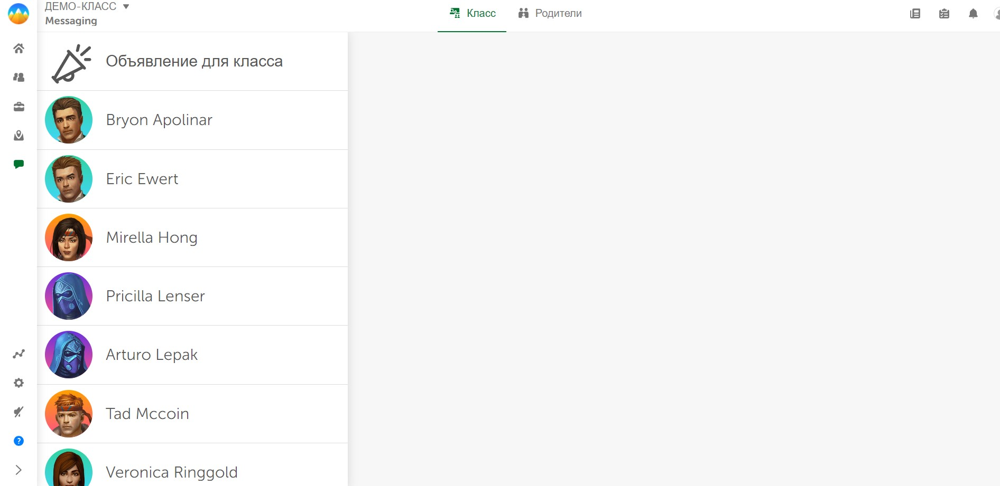 ДЕМО-КЛАСС
Messaging
Класс
Родители
Объявление для класса
Bryon Apolinar
Eric Ewert
Mirella Hong
Pricilla Lenser
Arturo Lepak
Tad Mccoin
Veronica Ringgold
?